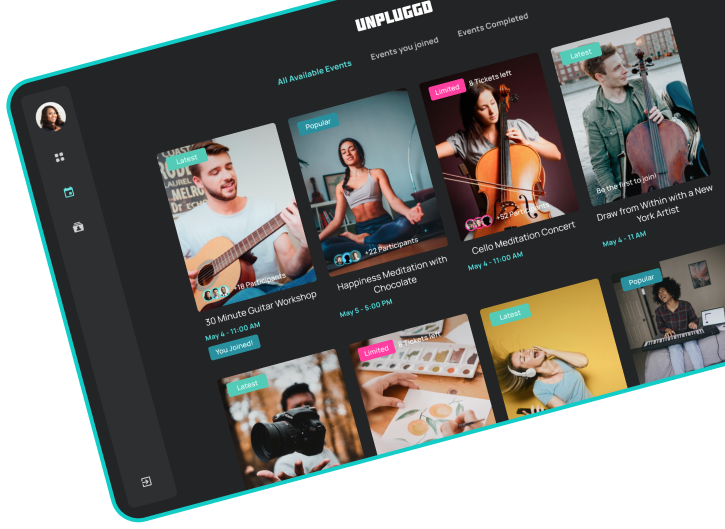 UNPLUGGD
All Available Events
Events you joined
Events Completed
Latest
+18 Participants
30 Minute Guitar Workshop
May 4 - 11:00 AM
You Joined!
Popular
+22 Participants
Happiness Meditation with
Chocolate
May 5 - 5:00 PM
Limited
8 Tickets left
+52 Participants
Cello Meditation Concert
May 4 - 11:00 AM
Latest
Be the first to join!
Draw from Within with a New
York Artist
May 4 - 11 AM
Latest
Limited
8 Tickets left
Latest
Popular